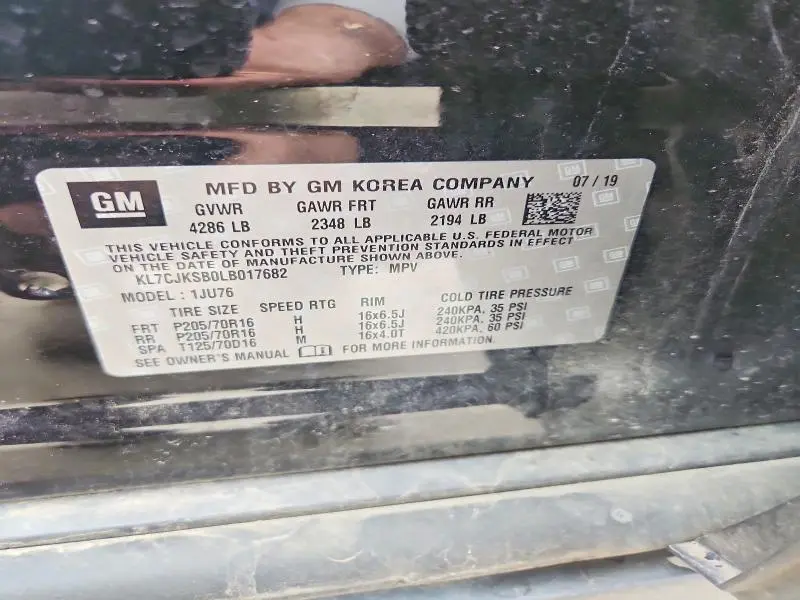 GM
MFD BY GM KOREA COMPANY 07 / 19
GVWR GAWR FRT GAWR RR
4286 LB 2348 LB 2194 LB
THIS VEHICLE CONFORMS TO ALL APPLICABLE U.S. FEDERAL MOTOR
VEHICLE SAFETY AND THEFT PREVENTION STANDARDS IN EFFECT
ON THE DATE OF MANUFACTURE SHOWN ABOVE.
KL7CJKSB0LB017682 TYPE: MPV
MODEL : 1JU76
TIRE SIZE SPEED RTG RIM COLD TIRE PRESSURE
FRT P205/70R16 H 16x6.5J 240KPA, 35 PSI
RR P205/70R16 H 16x6.5J 240KPA, 35 PSI
SPA T125/70D16 M 16x4.0T 420KPA, 60 PSI
SEE OWNER'S MANUAL FOR MORE INFORMATION.